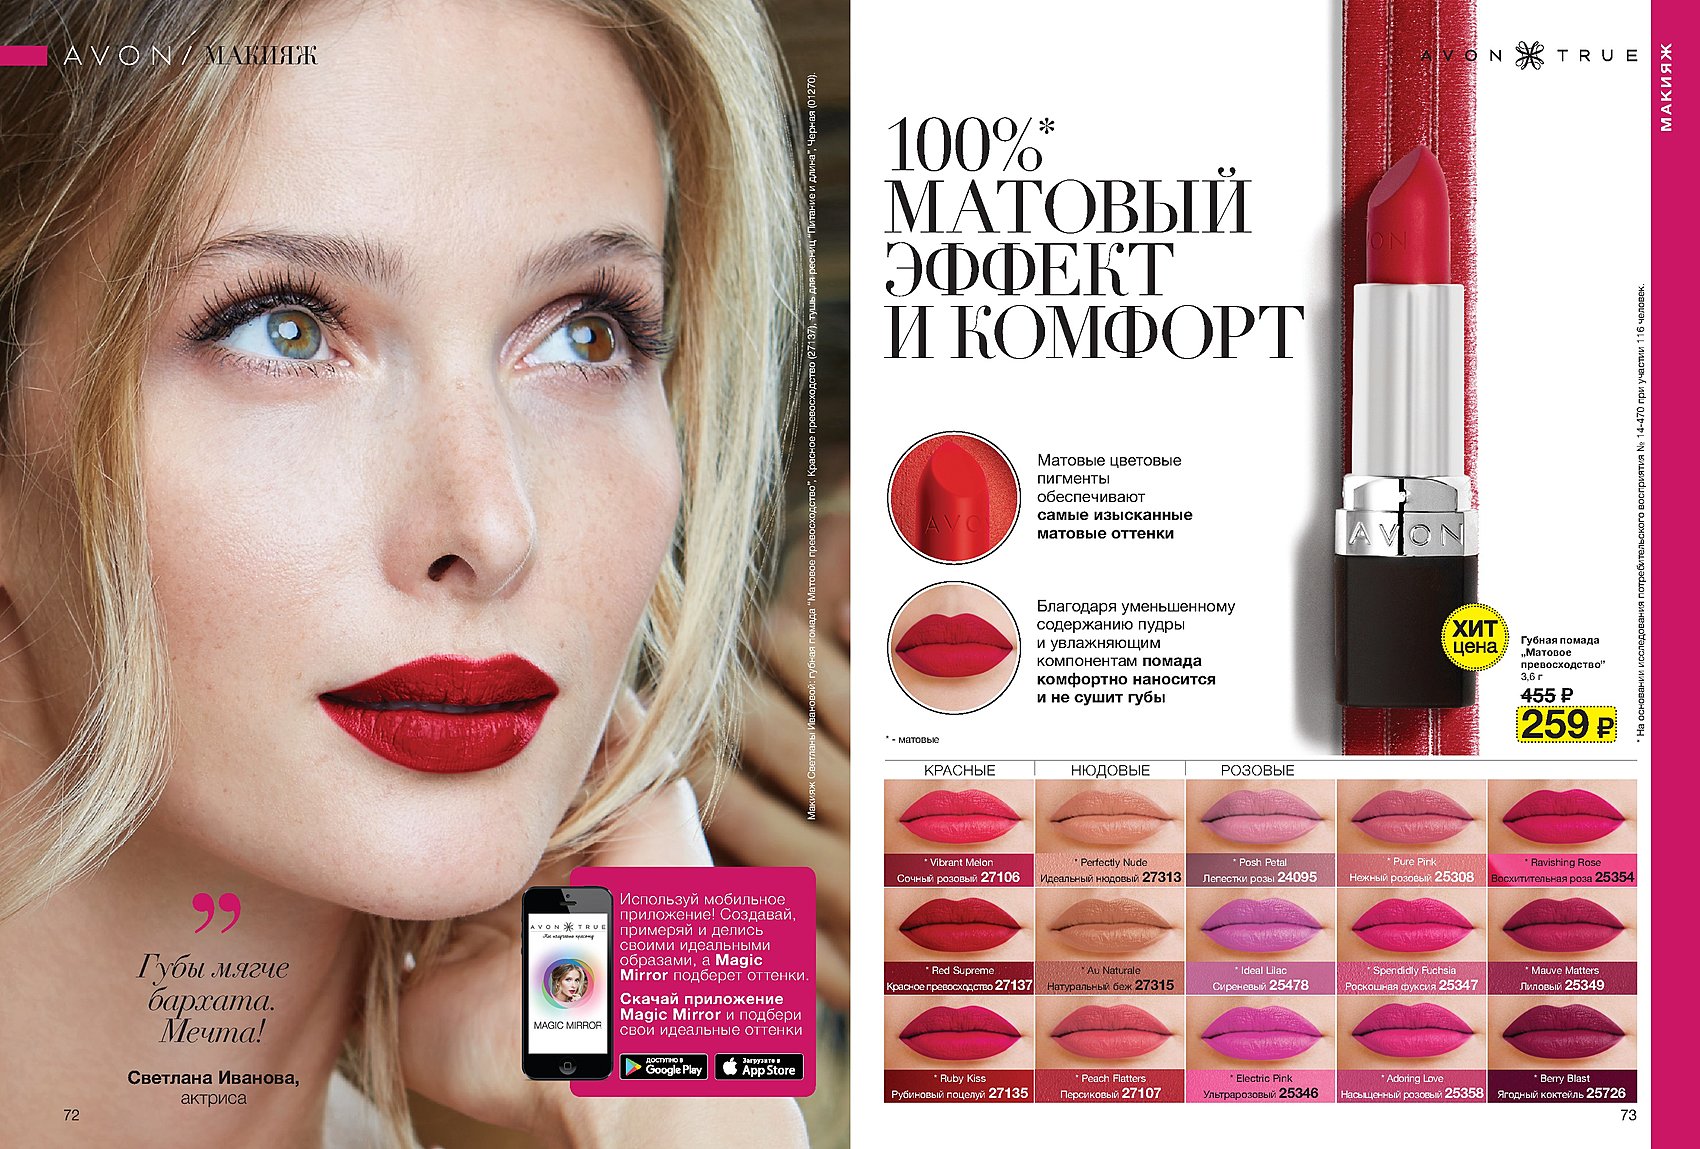 AVON / МАКИЯЖ
Макияж Светланы Ивановой: губная помада "Матовое превосходство", Красное превосходство (27137), тушь для ресниц "Питание и длина", Черная (01270).
”
Губы мягче
бархата.
Мечта!
Светлана Иванова,
актриса
72
AVON TRUE
MAGIC MIRROR
Используй мобильное
приложение! Создавай,
примеряй и делись
своими идеальными
образами, а Magic
Mirror подберет оттенки.
Скачай приложение
Magic Mirror и подбери
свои идеальные оттенки
ДОСТУПНО В
Google Play
Загрузите в
App Store
AVON TRUE
МАКИЯЖ
100%*
МАТОВЫЙ
ЭФФЕКТ
И КОМФОРТ
AVON
Матовые цветовые
пигменты
обеспечивают
самые изысканные
матовые оттенки
Благодаря уменьшенному
содержанию пудры
и увлажняющим
компонентам помада
комфортно наносится
и не сушит губы
* - матовые
ХИТ
цена
Губная помада
„Матовое
превосходство”
3,6 г
455 ₽
259 ₽
* На основании исследования потребительского восприятия № 14-470 при участии 116 человек.
КРАСНЫЕ НЮДОВЫЕ РОЗОВЫЕ
* Vibrant Melon
Сочный розовый 27106
* Perfectly Nude
Идеальный нюдовый 27313
* Posh Petal
Лепестки розы 24095
* Pure Pink
Нежный розовый 25308
* Ravishing Rose
Восхитительная роза 25354
* Red Supreme
Красное превосходство 27137
* Au Naturale
Натуральный беж 27315
* Ideal Lilac
Сиреневый 25478
* Spendidly Fuchsia
Роскошная фуксия 25347
* Mauve Matters
Лиловый 25349
* Ruby Kiss
Рубиновый поцелуй 27135
* Peach Flatters
Персиковый 27107
* Electric Pink
Ультрарозовый 25346
* Adoring Love
Насыщенный розовый 25358
* Berry Blast
Ягодный коктейль 25726
73